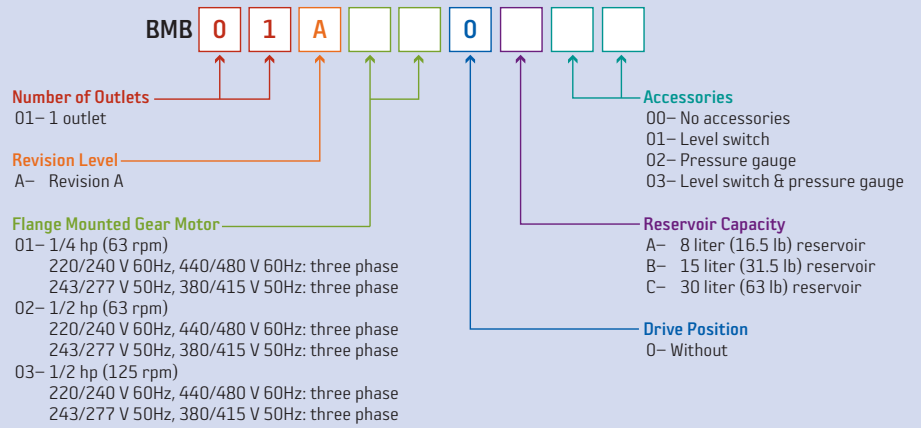 BMB 0 1 A 0
Number of Outlets
01– 1 outlet
Revision Level
A– Revision A
Flange Mounted Gear Motor
01– 1/4 hp (63 rpm)
220/240 V 60Hz, 440/480 V 60Hz: three phase
243/277 V 50Hz, 380/415 V 50Hz: three phase
02– 1/2 hp (63 rpm)
220/240 V 60Hz, 440/480 V 60Hz: three phase
243/277 V 50Hz, 380/415 V 50Hz: three phase
03– 1/2 hp (125 rpm)
220/240 V 60Hz, 440/480 V 60Hz: three phase
243/277 V 50Hz, 380/415 V 50Hz: three phase
Accessories
00– No accessories
01– Level switch
02– Pressure gauge
03– Level switch & pressure gauge
Reservoir Capacity
A– 8 liter (16.5 lb) reservoir
B– 15 liter (31.5 lb) reservoir
C– 30 liter (63 lb) reservoir
Drive Position
0– Without